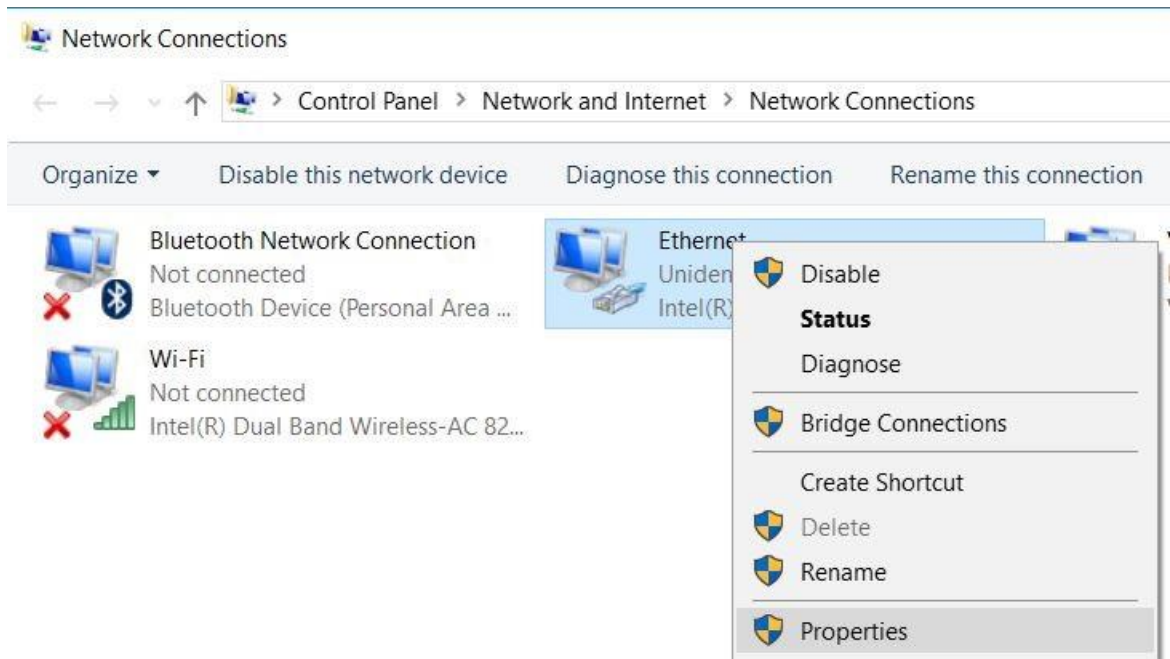 Network Connections
Control Panel > Network and Internet > Network Connections
Organize Disable this network device Diagnose this connection Rename this connection
Bluetooth Network Connection
Not connected
Bluetooth Device (Personal Area ...
Wi-Fi
Not connected
Intel(R) Dual Band Wireless-AC 82...
Ethernet
Uniden
Intel(R)
Disable
Status
Diagnose
Bridge Connections
Create Shortcut
Delete
Rename
Properties